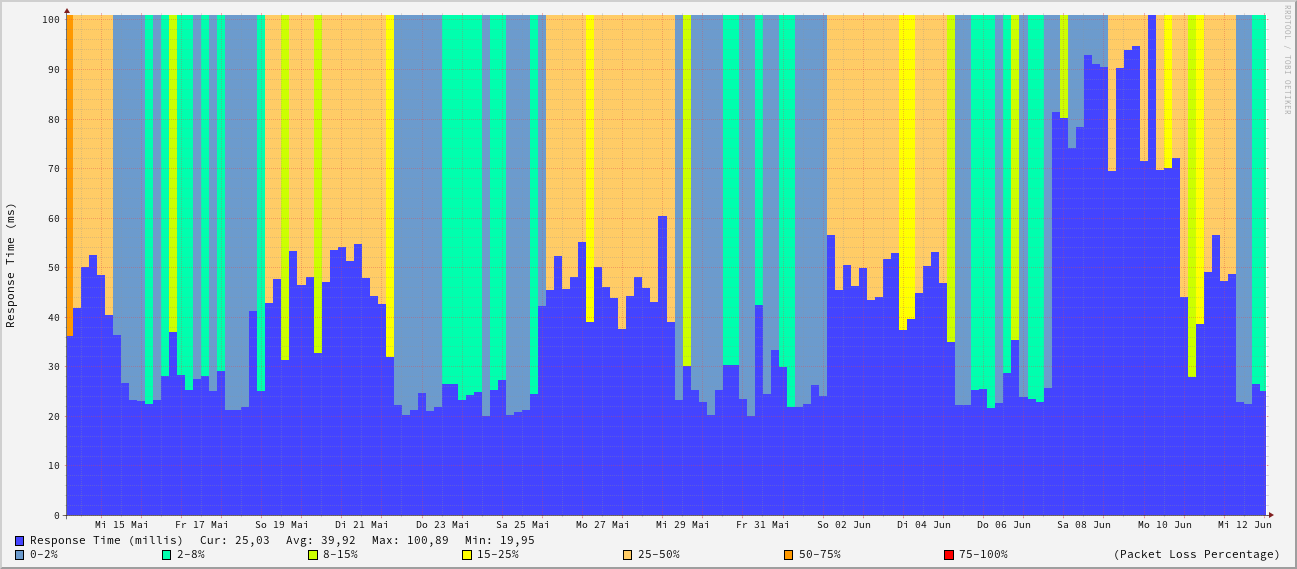 RRDTOOL / TOBI OETIKER
Response Time (ms)
100
90
80
70
60
50
40
30
20
10
0
Mi 15 Mai Fr 17 Mai So 19 Mai Di 21 Mai Do 23 Mai Sa 25 Mai Mo 27 Mai Mi 29 Mai Fr 31 Mai So 02 Jun Di 04 Jun Do 06 Jun Sa 08 Jun Mo 10 Jun Mi 12 Jun
Response Time (millis) Cur: 25,03 Avg: 39,92 Max: 100,89 Min: 19,95
0-2% 2-8% 8-15% 15-25% 25-50% 50-75% 75-100% (Packet Loss Percentage)